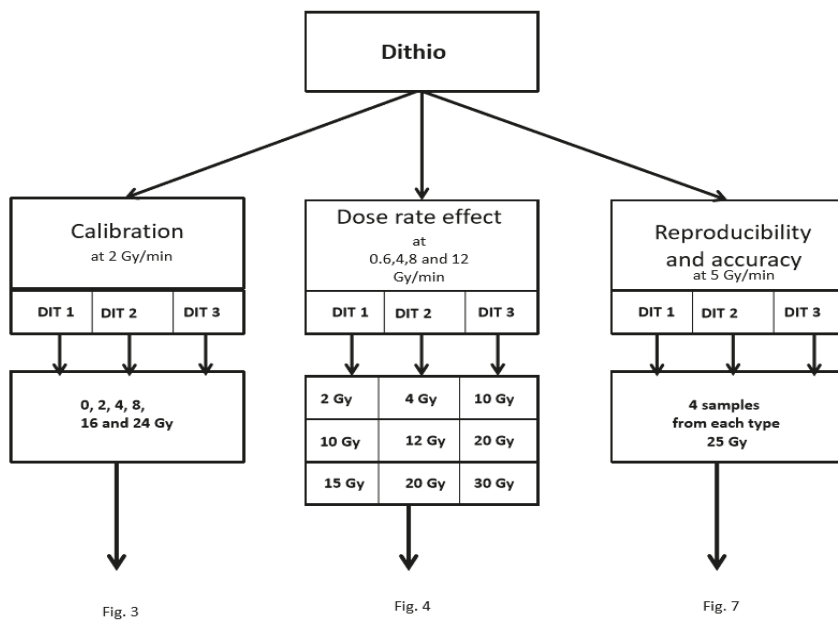 Dithio
Calibration
at 2 Gy/min
DIT 1 DIT 2 DIT 3
0, 2, 4, 8,
16 and 24 Gy
Fig. 3
Dose rate effect
at
0.6,4,8 and 12
Gy/min
DIT 1 DIT 2 DIT 3
2 Gy 4 Gy 10 Gy
10 Gy 12 Gy 20 Gy
15 Gy 20 Gy 30 Gy
Fig. 4
Reproducibility
and accuracy
at 5 Gy/min
DIT 1 DIT 2 DIT 3
4 samples
from each type
25 Gy
Fig. 7